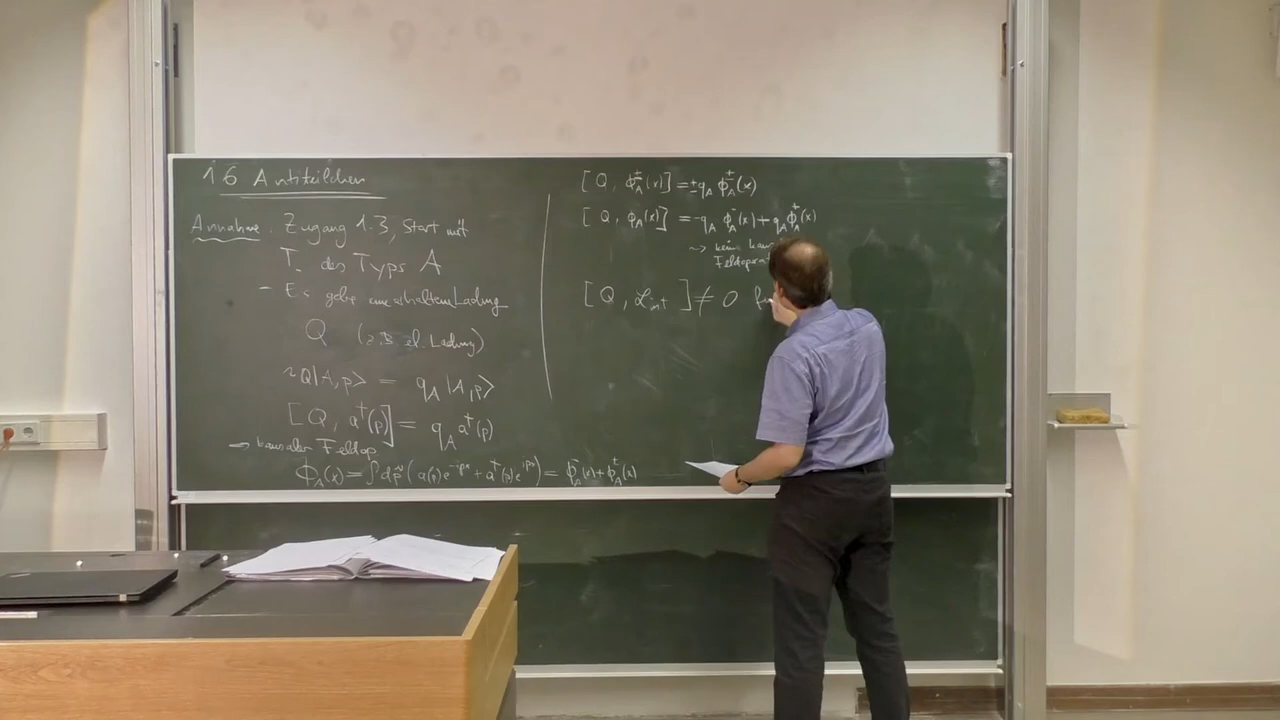 1.6 Antiteilchen
Annahme: Zugang 1.3, Start mit
T. des Typs A
- Es gebe eine erhaltene Ladung
Q (z.B. el. Ladung)
~ Q|A,p> = q_A |A,p>
[Q, a†(p)] = q_A a†(p)
⇒ kausaler Feldop
ϕ_A(x) = ∫dp̃ (a(p)e^{-ipx} + a†(p)e^{ipx}) = ϕ_A^-(x) + ϕ_A^+(x)
[Q, ϕ_A^±(x)] = ±q_A ϕ_A^±(x)
[Q, ϕ_A(x)] = -q_A ϕ_A^-(x) + q_A ϕ_A^+(x)
~> kein
[Q, ℒ_int] ≠ 0